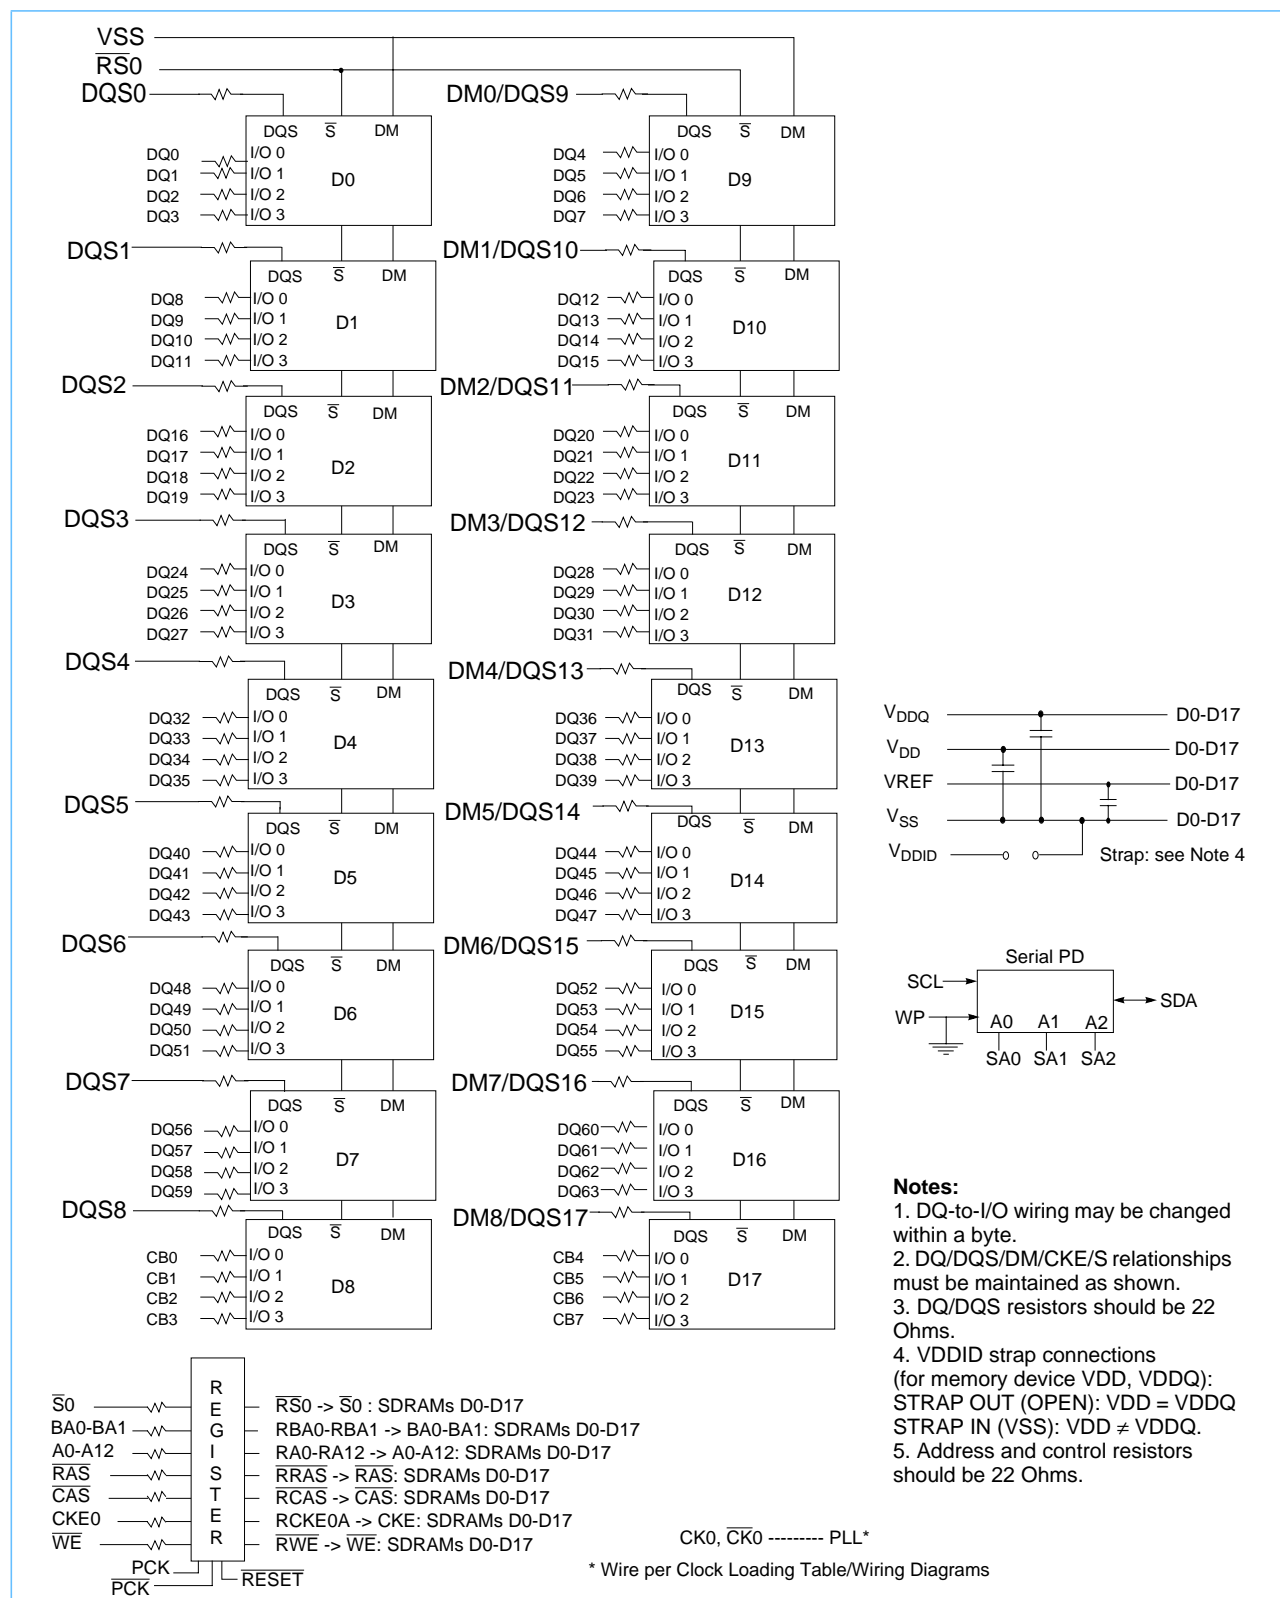 VSS
R̅S̅0
DQS0
DM0/DQS9
DQS S̅ DM
DQS S̅ DM
DQ0 I/O 0
DQ1 I/O 1
DQ2 I/O 2
DQ3 I/O 3
D0
DQ4 I/O 0
DQ5 I/O 1
DQ6 I/O 2
DQ7 I/O 3
D9
DQS1
DM1/DQS10
DQS S̅ DM
DQS S̅ DM
DQ8 I/O 0
DQ9 I/O 1
DQ10 I/O 2
DQ11 I/O 3
D1
DQ12 I/O 0
DQ13 I/O 1
DQ14 I/O 2
DQ15 I/O 3
D10
DQS2
DM2/DQS11
DQS S̅ DM
DQS S̅ DM
DQ16 I/O 0
DQ17 I/O 1
DQ18 I/O 2
DQ19 I/O 3
D2
DQ20 I/O 0
DQ21 I/O 1
DQ22 I/O 2
DQ23 I/O 3
D11
DQS3
DM3/DQS12
DQS S̅ DM
DQS S̅ DM
DQ24 I/O 0
DQ25 I/O 1
DQ26 I/O 2
DQ27 I/O 3
D3
DQ28 I/O 0
DQ29 I/O 1
DQ30 I/O 2
DQ31 I/O 3
D12
DQS4
DM4/DQS13
DQS S̅ DM
DQS S̅ DM
DQ32 I/O 0
DQ33 I/O 1
DQ34 I/O 2
DQ35 I/O 3
D4
DQ36 I/O 0
DQ37 I/O 1
DQ38 I/O 2
DQ39 I/O 3
D13
DQS5
DM5/DQS14
DQS S̅ DM
DQS S̅ DM
DQ40 I/O 0
DQ41 I/O 1
DQ42 I/O 2
DQ43 I/O 3
D5
DQ44 I/O 0
DQ45 I/O 1
DQ46 I/O 2
DQ47 I/O 3
D14
DQS6
DM6/DQS15
DQS S̅ DM
DQS S̅ DM
DQ48 I/O 0
DQ49 I/O 1
DQ50 I/O 2
DQ51 I/O 3
D6
DQ52 I/O 0
DQ53 I/O 1
DQ54 I/O 2
DQ55 I/O 3
D15
DQS7
DM7/DQS16
DQS S̅ DM
DQS S̅ DM
DQ56 I/O 0
DQ57 I/O 1
DQ58 I/O 2
DQ59 I/O 3
D7
DQ60 I/O 0
DQ61 I/O 1
DQ62 I/O 2
DQ63 I/O 3
D16
DQS8
DM8/DQS17
DQS S̅ DM
DQS S̅ DM
CB0 I/O 0
CB1 I/O 1
CB2 I/O 2
CB3 I/O 3
D8
CB4 I/O 0
CB5 I/O 1
CB6 I/O 2
CB7 I/O 3
D17
VDDQ D0-D17
VDD D0-D17
VREF D0-D17
VSS D0-D17
VDDID Strap: see Note 4
Serial PD
SCL
SDA
WP
A0 A1 A2
SA0 SA1 SA2
Notes:
1. DQ-to-I/O wiring may be changed
within a byte.
2. DQ/DQS/DM/CKE/S relationships
must be maintained as shown.
3. DQ/DQS resistors should be 22
Ohms.
4. VDDID strap connections
(for memory device VDD, VDDQ):
STRAP OUT (OPEN): VDD = VDDQ
STRAP IN (VSS): VDD ≠ VDDQ.
5. Address and control resistors
should be 22 Ohms.
REGISTER
S̅0 R̅S̅0 -> S̅0 : SDRAMs D0-D17
BA0-BA1 RBA0-RBA1 -> BA0-BA1: SDRAMs D0-D17
A0-A12 RA0-RA12 -> A0-A12: SDRAMs D0-D17
R̅A̅S̅ R̅R̅A̅S̅ -> R̅A̅S̅: SDRAMs D0-D17
C̅A̅S̅ R̅C̅A̅S̅ -> C̅A̅S̅: SDRAMs D0-D17
CKE0 RCKE0A -> CKE: SDRAMs D0-D17
W̅E̅ R̅W̅E̅ -> W̅E̅: SDRAMs D0-D17
PCK
P̅C̅K̅
R̅E̅S̅E̅T̅
CK0, C̅K̅0 --------- PLL*
* Wire per Clock Loading Table/Wiring Diagrams